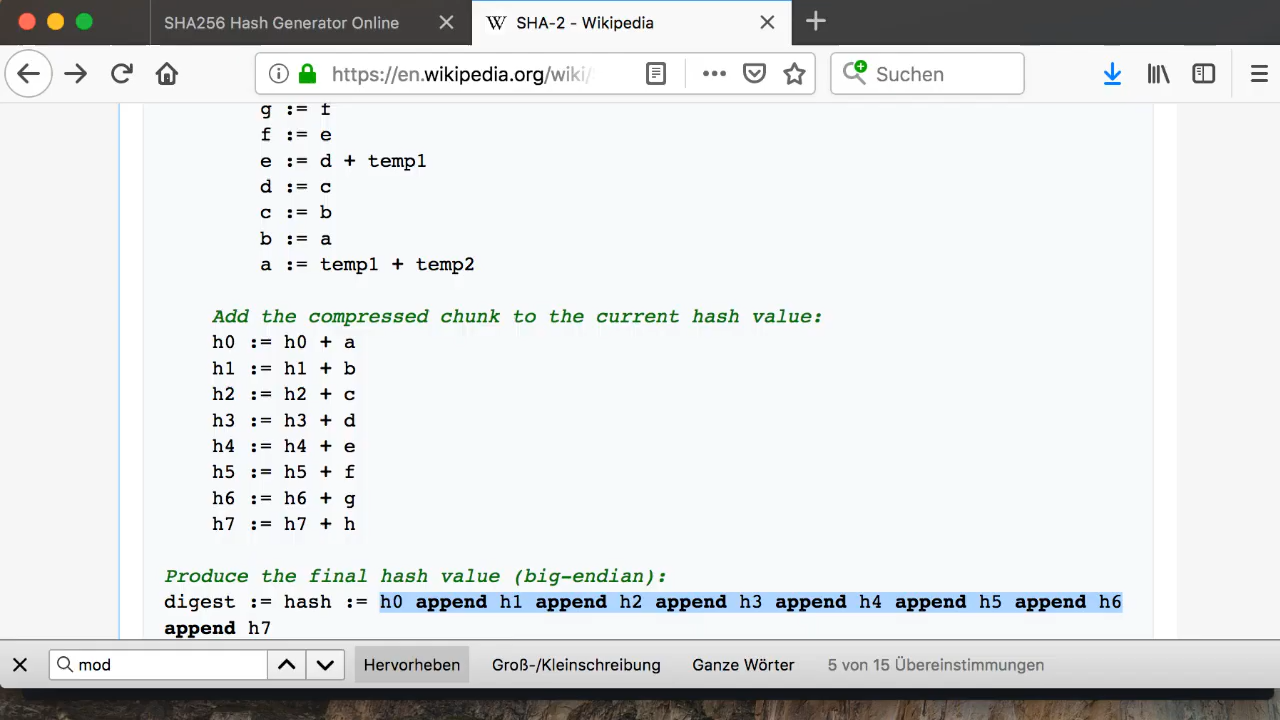 SHA256 Hash Generator Online
W SHA-2 - Wikipedia
https://en.wikipedia.org/wiki/
Suchen
g := f
f := e
e := d + temp1
d := c
c := b
b := a
a := temp1 + temp2
Add the compressed chunk to the current hash value:
h0 := h0 + a
h1 := h1 + b
h2 := h2 + c
h3 := h3 + d
h4 := h4 + e
h5 := h5 + f
h6 := h6 + g
h7 := h7 + h
Produce the final hash value (big-endian):
digest := hash := h0 append h1 append h2 append h3 append h4 append h5 append h6
append h7
mod
Hervorheben
Groß-/Kleinschreibung
Ganze Wörter
5 von 15 Übereinstimmungen